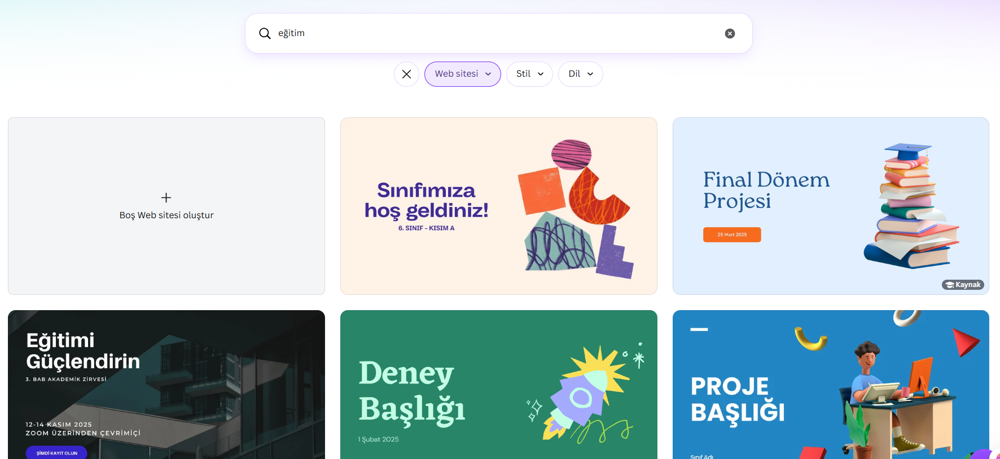 eğitim
Web sitesi
Stil
Dil
Boş Web sitesi oluştur
Sınıfımıza
hoş geldiniz!
6. SINIF - KISIM A
Final Dönem
Projesi
25 Mart 2025
Kaynak
Eğitimi
Güçlendirin
3. BAB AKADEMİK ZİRVESİ
12-14 KASIM 2025
ZOOM ÜZERİNDEN ÇEVRİMİÇİ
ŞİMDİ KAYIT OLUN
Deney
Başlığı
1 Şubat 2025
PROJE
BAŞLIĞI
Sınıf Adı